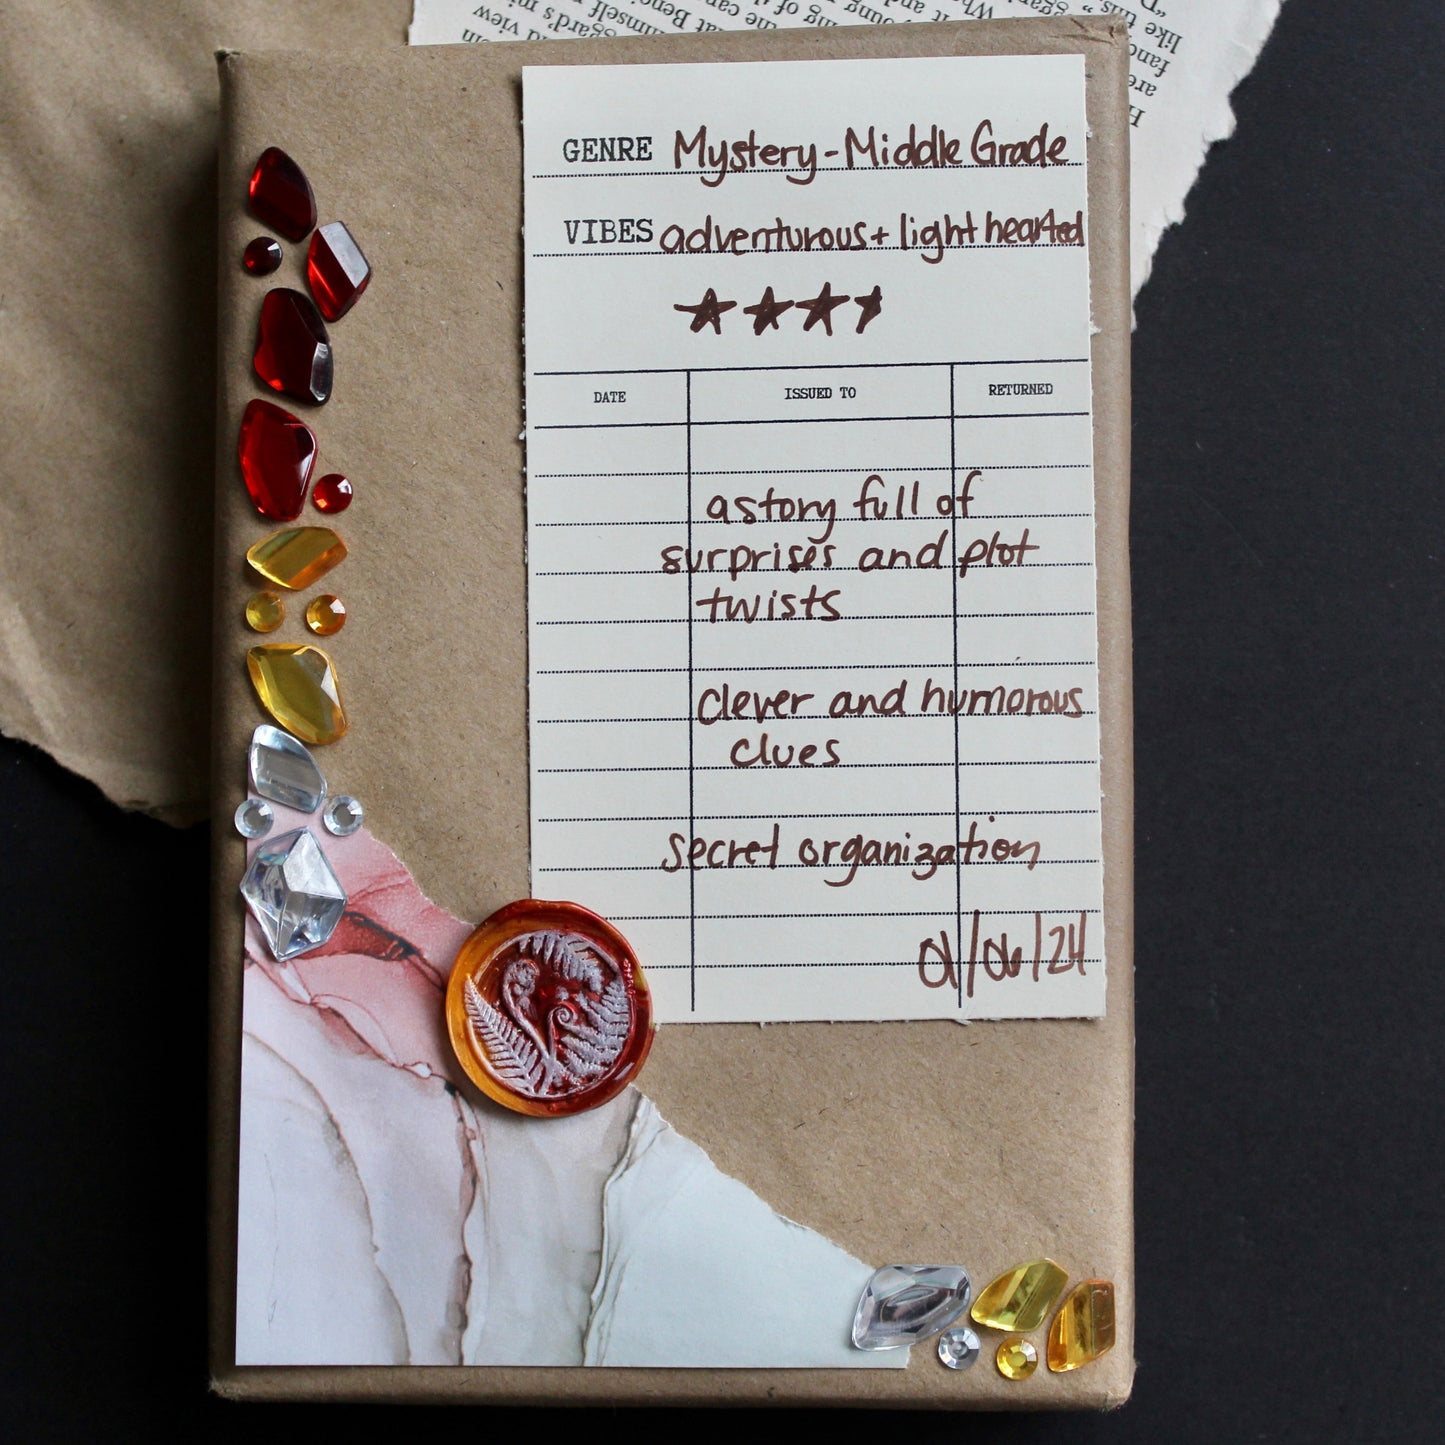 GENRE Mystery - Middle Grade
VIBES adventurous + light hearted
DATE ISSUED TO RETURNED
a story full of
surprises and plot
twists
clever and humorous
clues
secret organization
01/06/24